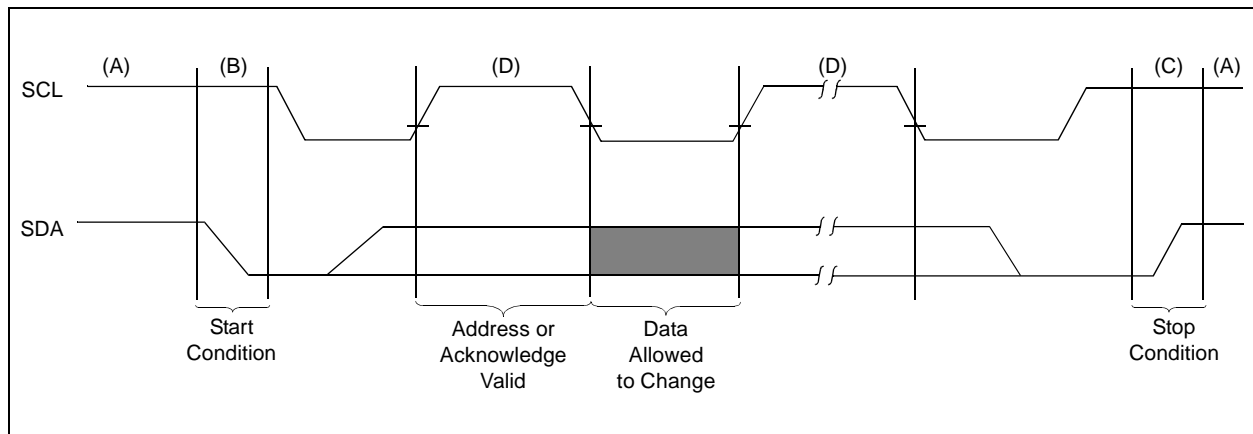 (A) (B) (D) (D) (C) (A)
SCL
SDA
Start
Condition
Address or
Acknowledge
Valid
Data
Allowed
to Change
Stop
Condition